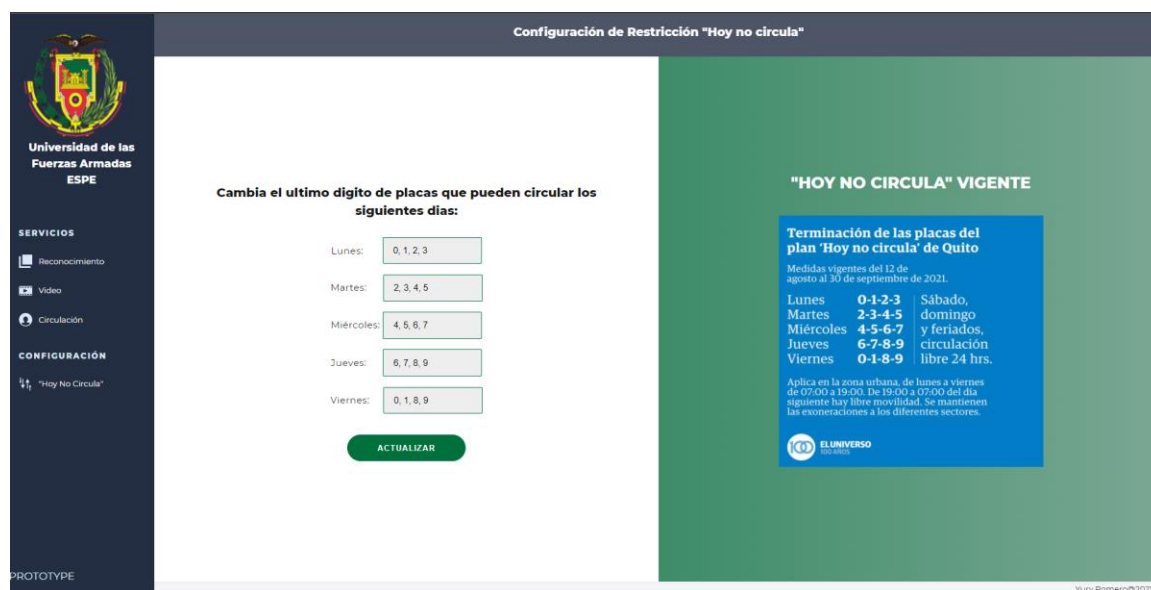 Configuración de Restricción "Hoy no circula"
Universidad de las
Fuerzas Armadas
ESPE
SERVICIOS
Reconocimiento
Video
Circulación
CONFIGURACIÓN
"Hoy No Circula"
PROTOTYPE
Cambia el ultimo digito de placas que pueden circular los
siguientes dias:
Lunes: 0, 1, 2, 3
Martes: 2, 3, 4, 5
Miércoles: 4, 5, 6, 7
Jueves: 6, 7, 8, 9
Viernes: 0, 1, 8, 9
ACTUALIZAR
"HOY NO CIRCULA" VIGENTE
Terminación de las placas del
plan 'Hoy no circula' de Quito
Medidas vigentes del 12 de
agosto al 30 de septiembre de 2021.
Lunes 0-1-2-3 Sábado,
Martes 2-3-4-5 domingo
Miércoles 4-5-6-7 y feriados,
Jueves 6-7-8-9 circulación
Viernes 0-1-8-9 libre 24 hrs.
Aplica en la zona urbana, de lunes a viernes
de 07:00 a 19:00. De 19:00 a 07:00 del día
siguiente hay libre movilidad. Se mantienen
las exoneraciones a los diferentes sectores.
100 EL UNIVERSO
100 AÑOS